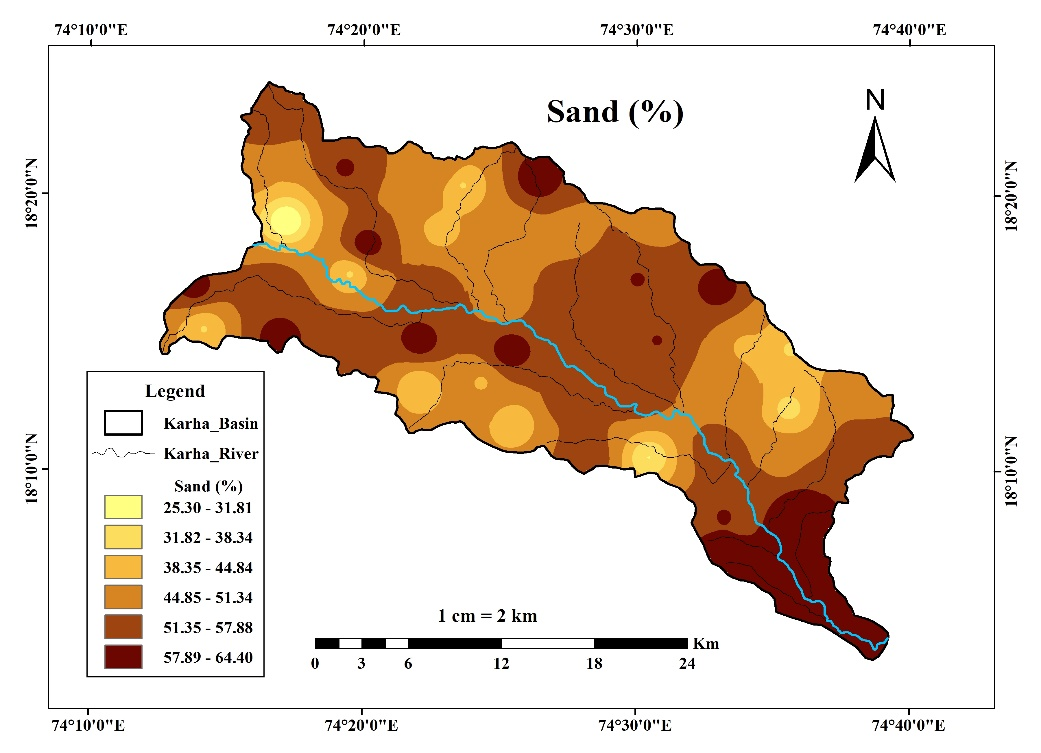 74°10'0"E 74°20'0"E 74°30'0"E 74°40'0"E
Sand (%)
N
18°20'0"N
18°20'0"N
18°10'0"N
18°10'0"N
Legend
Karha_Basin
Karha_River
Sand (%)
25.30 - 31.81
31.82 - 38.34
38.35 - 44.84
44.85 - 51.34
51.35 - 57.88
57.89 - 64.40
1 cm = 2 km
Km
0 3 6 12 18 24
74°10'0"E 74°20'0"E 74°30'0"E 74°40'0"E